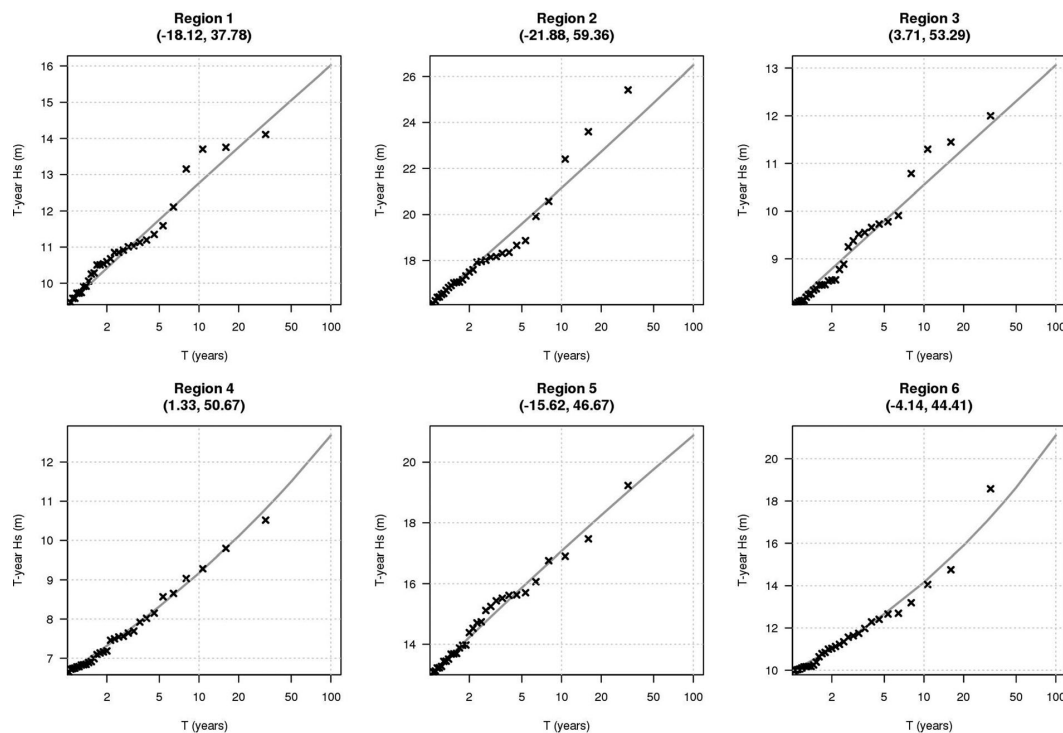 Region 1
(-18.12, 37.78)
T-year Hs (m)
16
15
14
13
12
11
10
2 5 10 20 50 100
T (years)
Region 2
(-21.88, 59.36)
T-year Hs (m)
26
24
22
20
18
2 5 10 20 50 100
T (years)
Region 3
(3.71, 53.29)
T-year Hs (m)
13
12
11
10
9
2 5 10 20 50 100
T (years)
Region 4
(1.33, 50.67)
T-year Hs (m)
12
11
10
9
8
7
2 5 10 20 50 100
T (years)
Region 5
(-15.62, 46.67)
T-year Hs (m)
20
18
16
14
2 5 10 20 50 100
T (years)
Region 6
(-4.14, 44.41)
T-year Hs (m)
20
18
16
14
12
10
2 5 10 20 50 100
T (years)